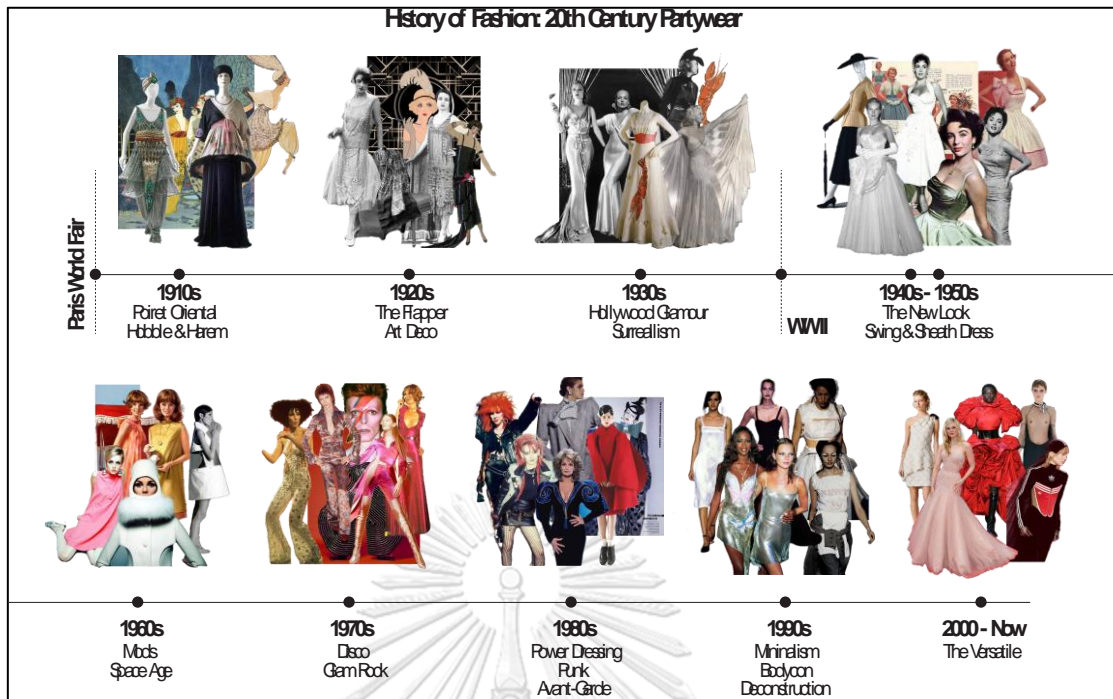 History of Fashion: 20th Century Partywear
Paris World Fair
1910s
Poiret Oriental
Hobble & Harem
1920s
The Flapper
Art Deco
1930s
Hollywood Glamour
Surreallism
WWII
1940s - 1950s
The New Look
Swing & Sheath Dress
1960s
Mods
Space Age
1970s
Disco
Glam Rock
1980s
Power Dressing
Punk
Avant-Garde
1990s
Mininalism
Bodycon
Deconstruction
2000 - Now
The Versatile